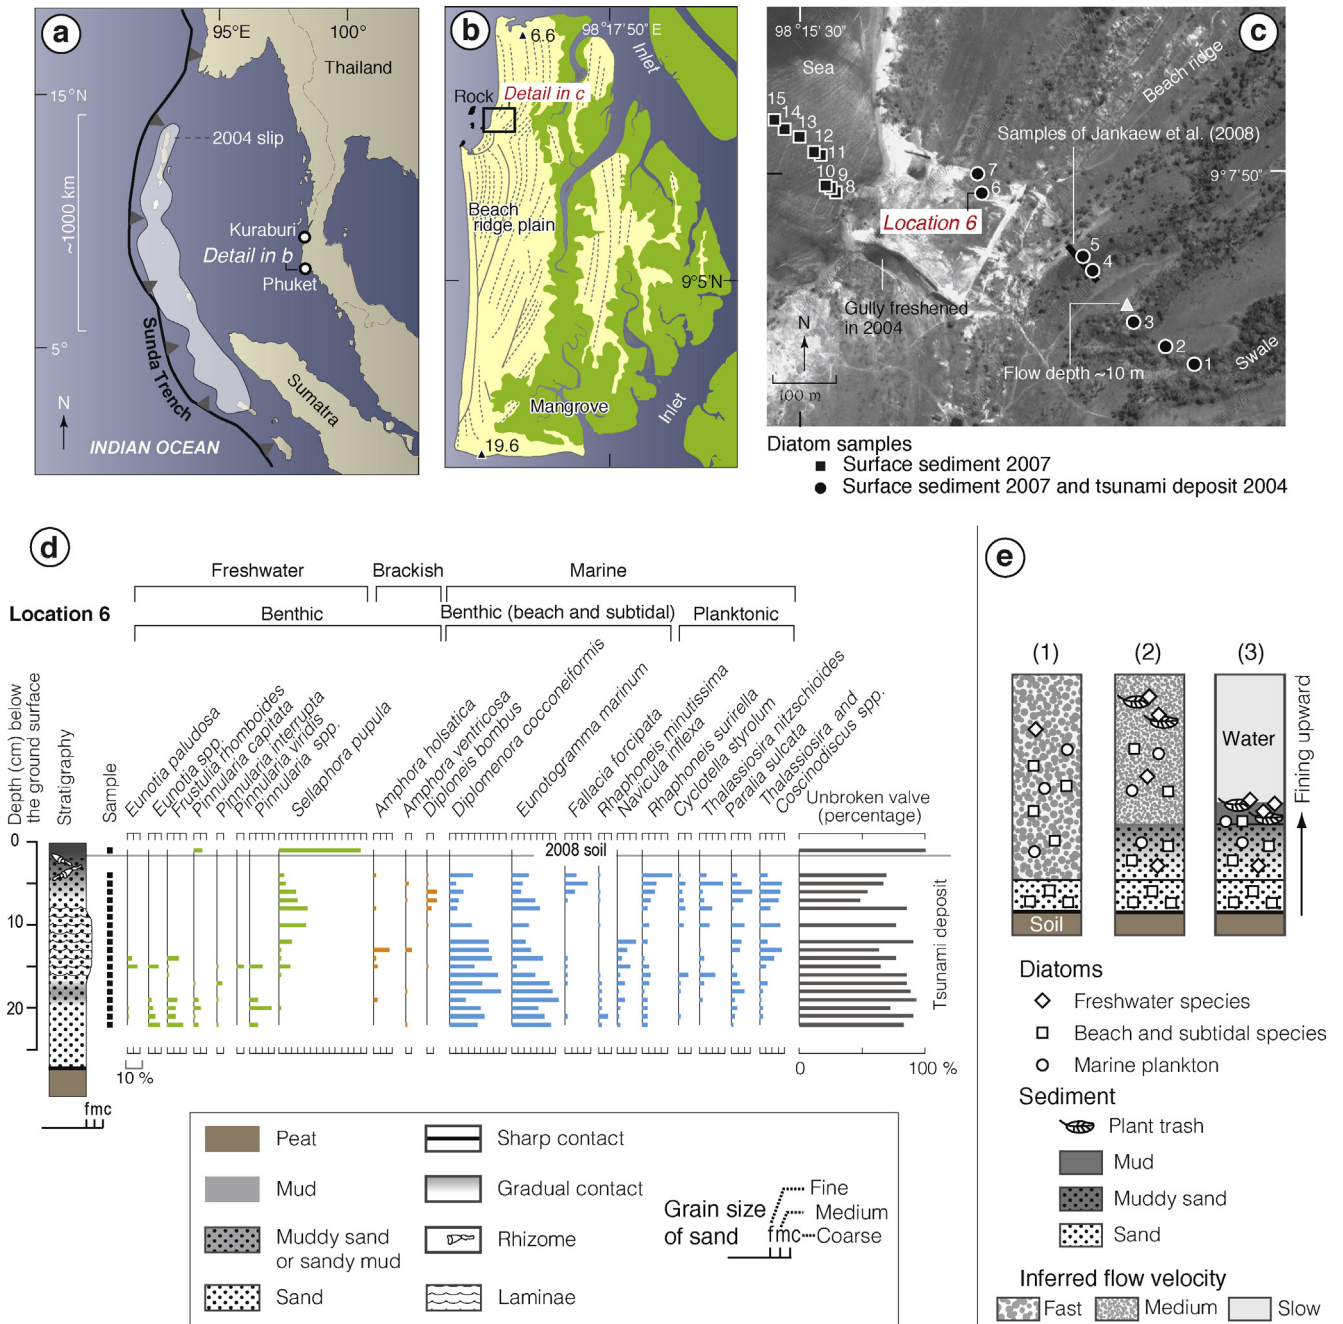 a
95°E
100°
Thailand
15°N
2004 slip
~1000 km
Kuraburi
Detail in b
Phuket
5°
Sunda Trench
Sumatra
N
INDIAN OCEAN
b
6.6
98°17'50" E
Inlet
Rock
Detail in c
Beach
ridge plain
9°5'N
Mangrove
Inlet
19.6
c
98°15'30"
Sea
Beach ridge
15
14
13
12
11
10
9
8
Samples of Jankaew et al. (2008)
9°7'50"
7
6
Location 6
5
4
Gully freshened
in 2004
3
2
1
Swale
N
Flow depth ~10 m
100 m
Diatom samples
Surface sediment 2007
Surface sediment 2007 and tsunami deposit 2004
d
Freshwater
Brackish
Marine
Location 6
Benthic
Benthic (beach and subtidal)
Planktonic
Depth (cm) below
the ground surface
Stratigraphy
Sample
Eunotia paludosa
Eunotia spp.
Frustulia rhomboides
Pinnularia capitata
Pinnularia interrupta
Pinnularia viridis
Pinnularia spp.
Sellaphora pupula
Amphora holsatica
Amphora ventricosa
Diploneis bombus
Diplomenora cocconeiformis
Eunotogramma marinum
Fallacia forcipata
Rhaphoneis minutissima
Navicula inflexa
Rhaphoneis surirella
Cyclotella styolorum
Thalassiosira nitzschioides
Paralia sulcata
Thalassiosira and
Coscinodiscus spp.
Unbroken valve
(percentage)
0
10
20
2008 soil
Tsunami deposit
10 %
0
100 %
fmc
Peat
Mud
Muddy sand
or sandy mud
Sand
Sharp contact
Gradual contact
Rhizome
Laminae
Grain size
of sand
fmc
Fine
Medium
Coarse
e
(1)
(2)
(3)
Water
Soil
Fining upward
Diatoms
Freshwater species
Beach and subtidal species
Marine plankton
Sediment
Plant trash
Mud
Muddy sand
Sand
Inferred flow velocity
Fast
Medium
Slow